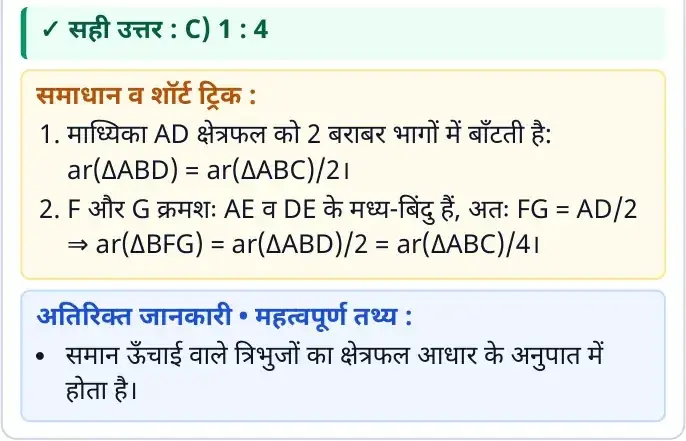 ✓ सही उत्तर : C) 1 : 4
समाधान व शॉर्ट ट्रिक :
1. माध्यिका AD क्षेत्रफल को 2 बराबर भागों में बाँटती है:
ar(ΔABD) = ar(ΔABC)/2।
2. F और G क्रमशः AE व DE के मध्य-बिंदु हैं, अतः FG = AD/2
⇒ ar(ΔBFG) = ar(ΔABD)/2 = ar(ΔABC)/4।
अतिरिक्त जानकारी • महत्वपूर्ण तथ्य :
• समान ऊँचाई वाले त्रिभुजों का क्षेत्रफल आधार के अनुपात में
होता है।